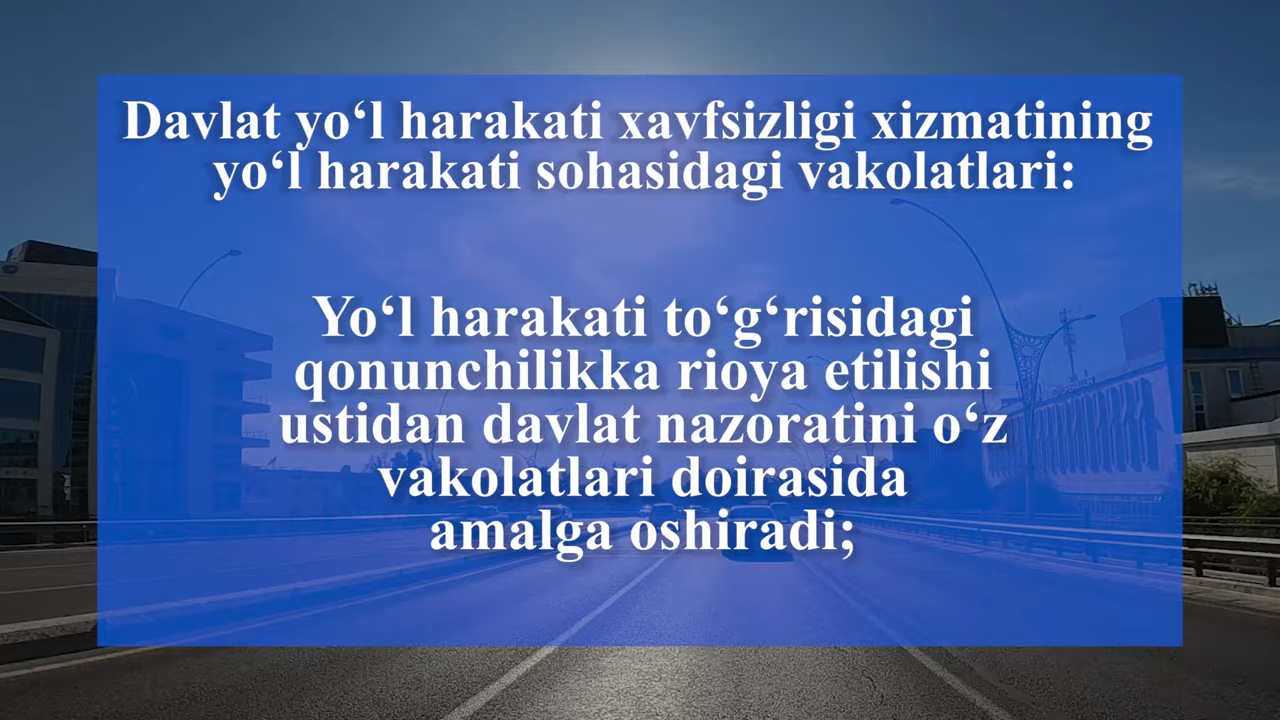 Davlat yo‘l harakati xavfsizligi xizmatining
yo‘l harakati sohasidagi vakolatlari:
Yo‘l harakati to‘g‘risidagi
qonunchilikka rioya etilishi
ustidan davlat nazoratini o‘z
vakolatlari doirasida
amalga oshiradi;